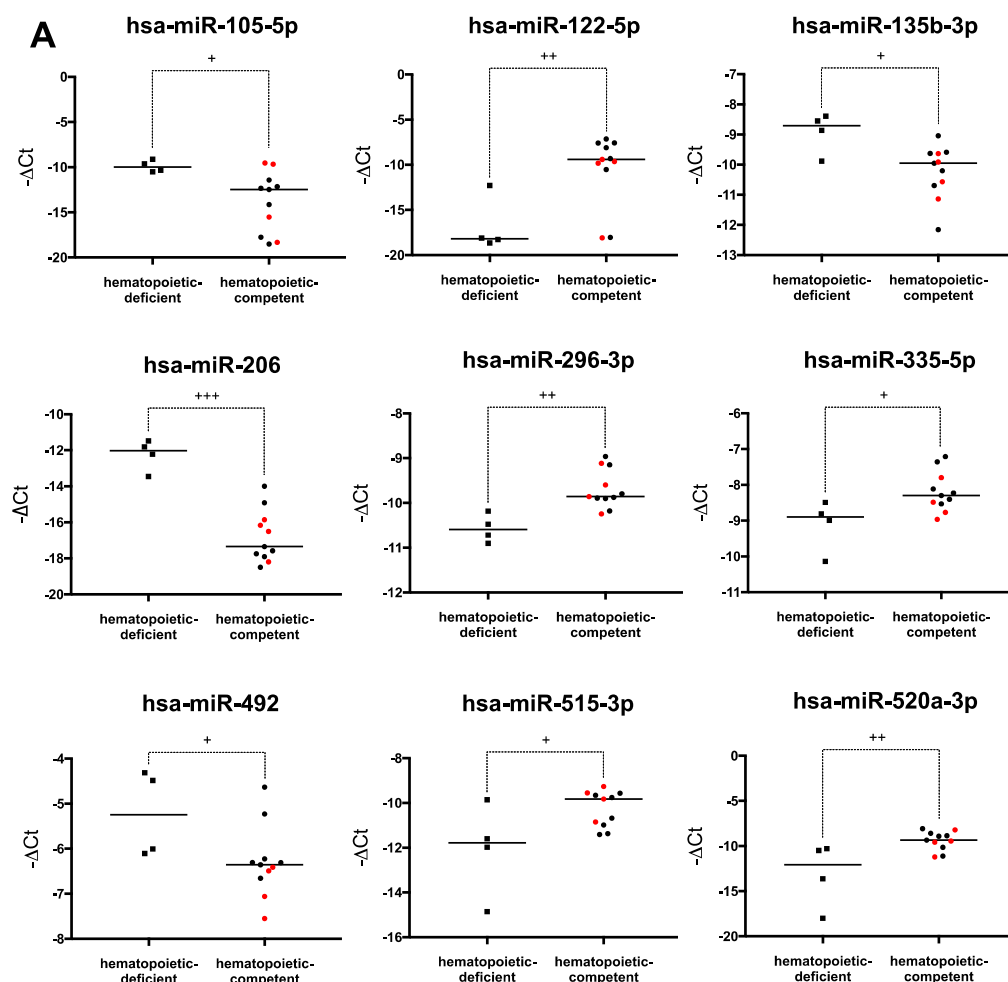 A
hsa-miR-105-5p
+
0
-5
-10
-15
-20
-ΔCt
hematopoietic-
deficient
hematopoietic-
competent
hsa-miR-122-5p
++
0
-5
-10
-15
-20
-ΔCt
hematopoietic-
deficient
hematopoietic-
competent
hsa-miR-135b-3p
+
-7
-8
-9
-10
-11
-12
-13
-ΔCt
hematopoietic-
deficient
hematopoietic-
competent
hsa-miR-206
+++
-10
-12
-14
-16
-18
-20
-ΔCt
hematopoietic-
deficient
hematopoietic-
competent
hsa-miR-296-3p
++
-8
-9
-10
-11
-12
-ΔCt
hematopoietic-
deficient
hematopoietic-
competent
hsa-miR-335-5p
+
-6
-7
-8
-9
-10
-11
-ΔCt
hematopoietic-
deficient
hematopoietic-
competent
hsa-miR-492
+
-4
-5
-6
-7
-8
-ΔCt
hematopoietic-
deficient
hematopoietic-
competent
hsa-miR-515-3p
+
-8
-10
-12
-14
-16
-ΔCt
hematopoietic-
deficient
hematopoietic-
competent
hsa-miR-520a-3p
++
0
-5
-10
-15
-20
-ΔCt
hematopoietic-
deficient
hematopoietic-
competent